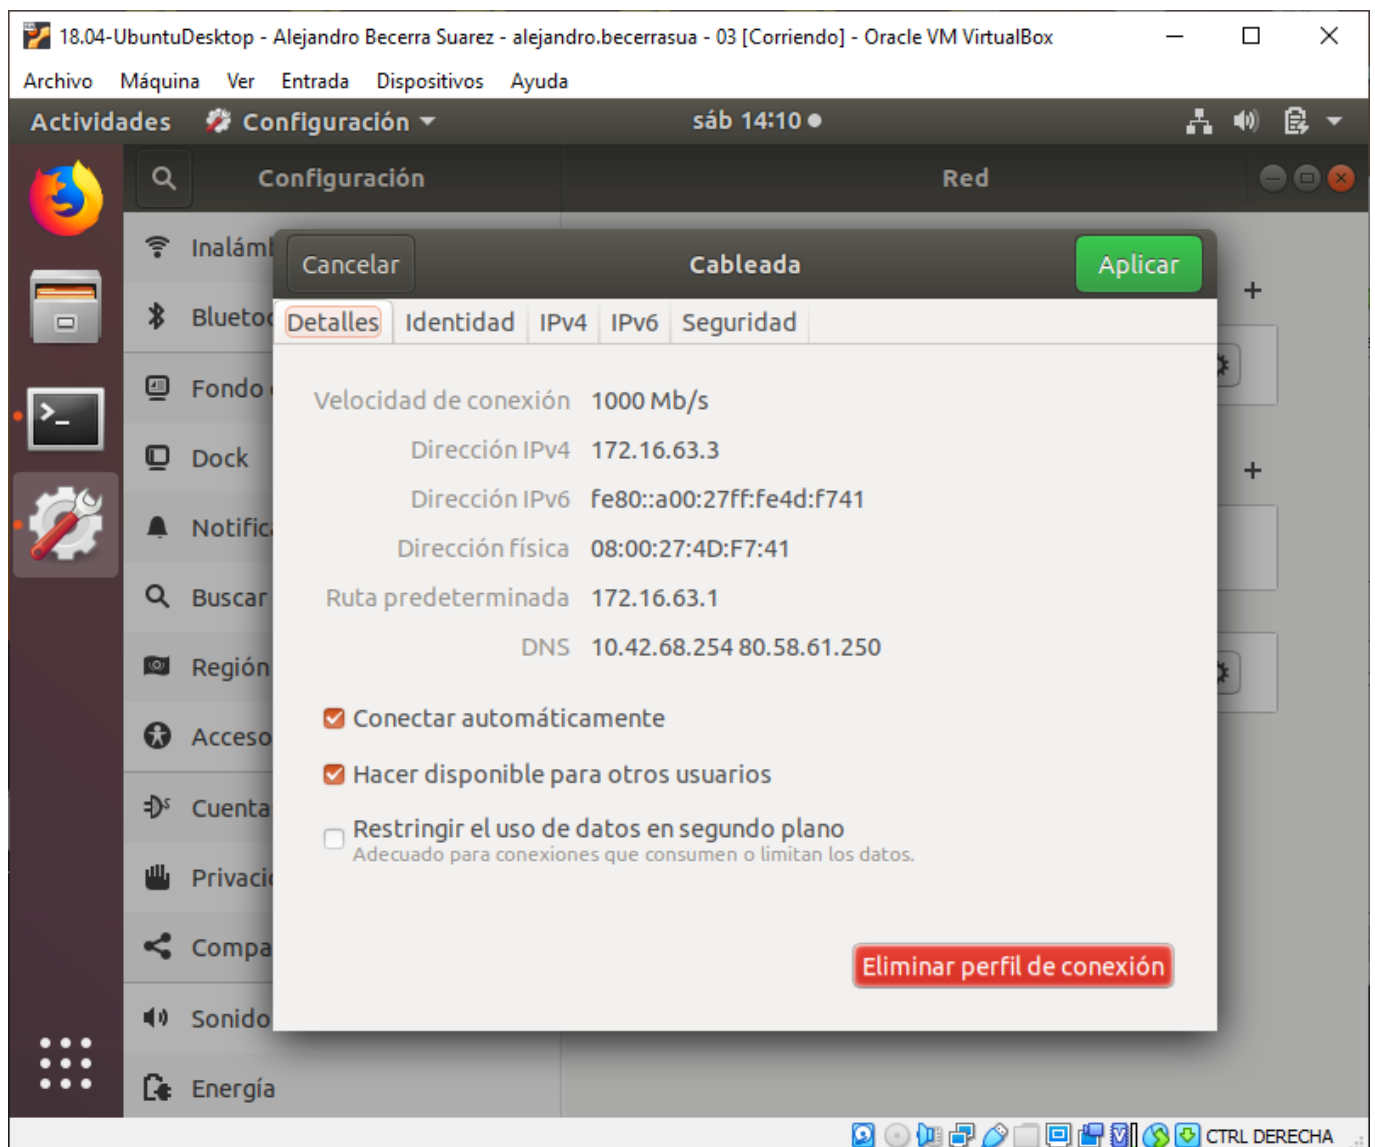 18.04-UbuntuDesktop - Alejandro Becerra Suarez - alejandro.becerrasua - 03 [Corriendo] - Oracle VM VirtualBox
Archivo Máquina Ver Entrada Dispositivos Ayuda
Actividades Configuración sáb 14:10
Configuración Red
Cancelar Cableada Aplicar
Detalles Identidad IPv4 IPv6 Seguridad
Velocidad de conexión 1000 Mb/s
Dirección IPv4 172.16.63.3
Dirección IPv6 fe80::a00:27ff:fe4d:f741
Dirección física 08:00:27:4D:F7:41
Ruta predeterminada 172.16.63.1
DNS 10.42.68.254 80.58.61.250
Conectar automáticamente
Hacer disponible para otros usuarios
Restringir el uso de datos en segundo plano
Adecuado para conexiones que consumen o limitan los datos.
Eliminar perfil de conexión
Inalámb
Bluetoo
Fondo
Dock
Notifica
Buscar
Región
Acceso
Cuenta
Privacid
Compa
Sonido
Energía
CTRL DERECHA